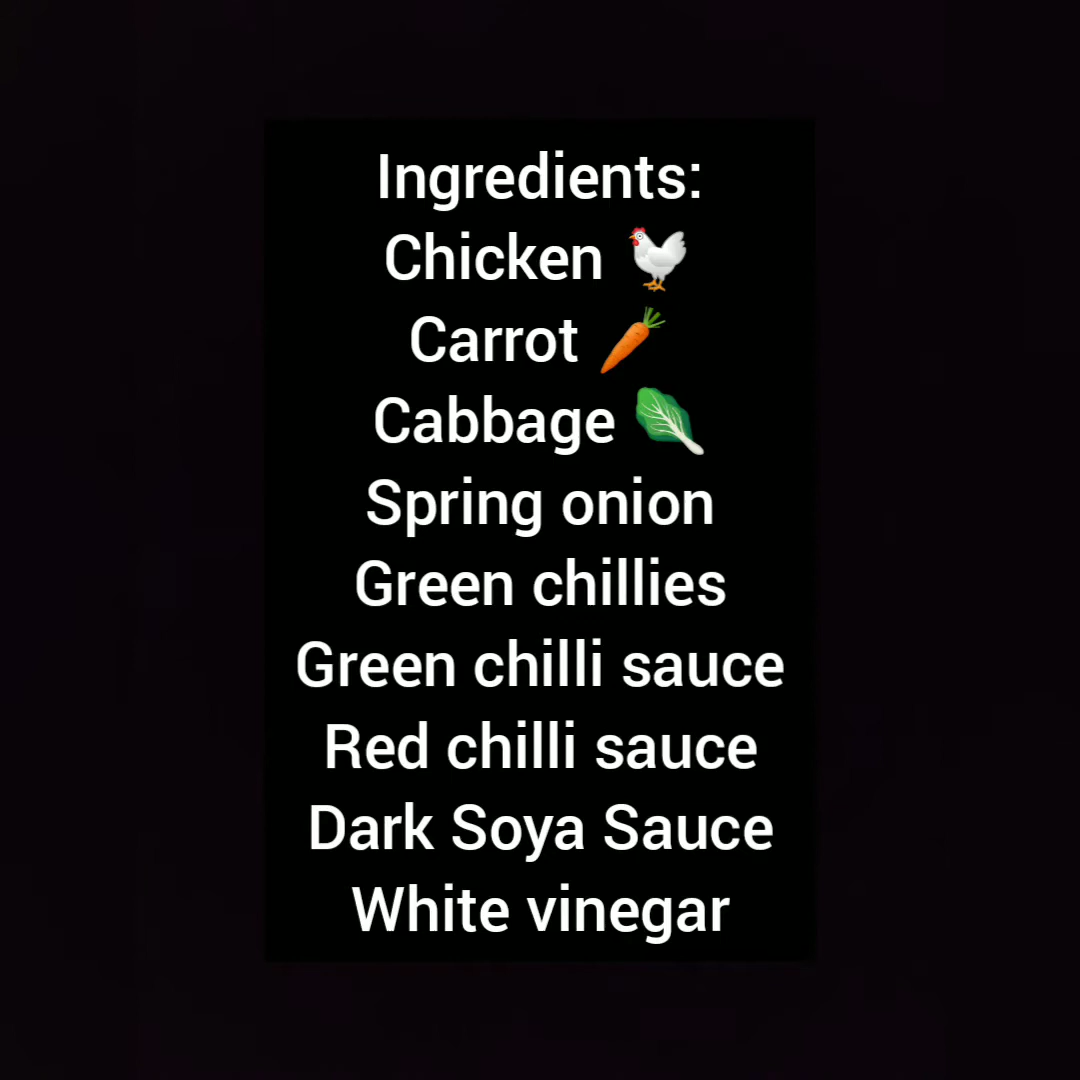 Ingredients:
Chicken 🐓
Carrot 🥕
Cabbage 🥬
Spring onion
Green chillies
Green chilli sauce
Red chilli sauce
Dark Soya Sauce
White vinegar